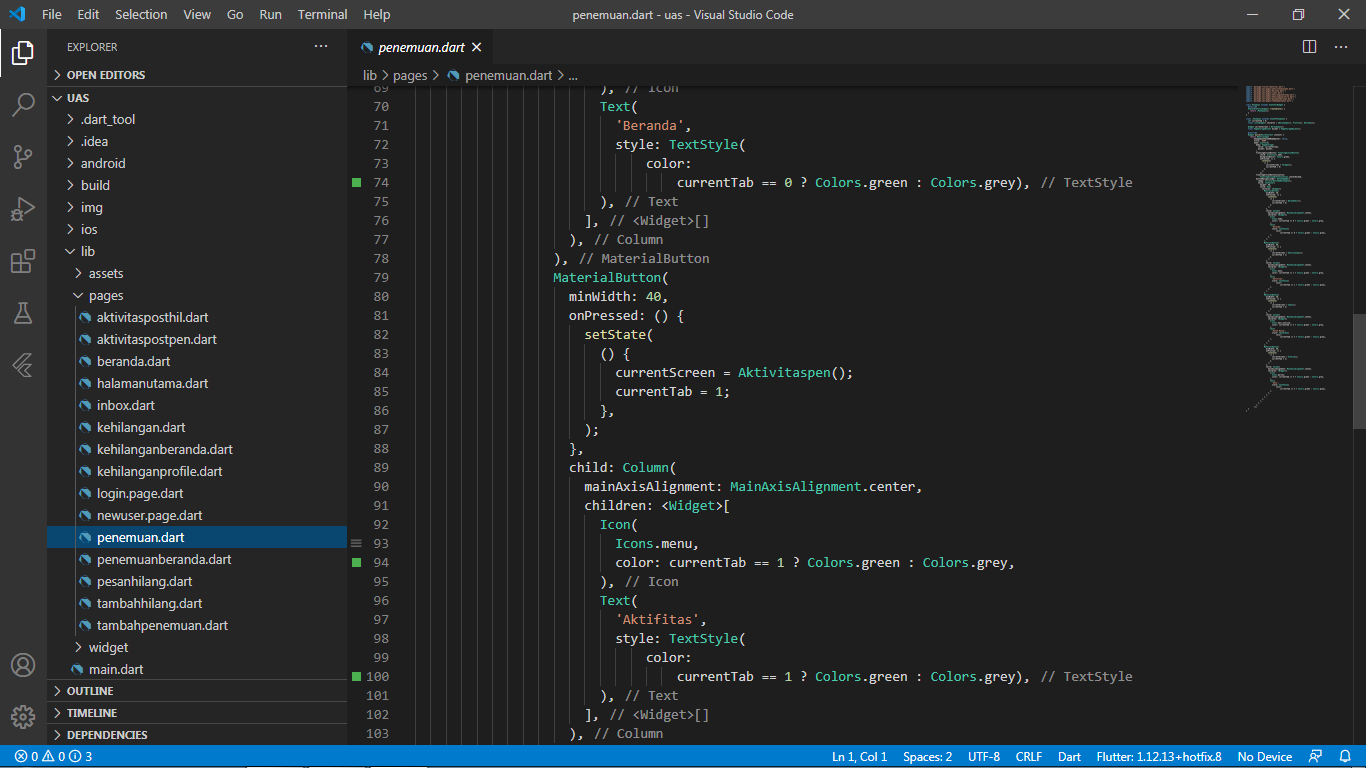 File Edit Selection View Go Run Terminal Help
penemuan.dart - uas - Visual Studio Code
EXPLORER
OPEN EDITORS
UAS
.dart_tool
.idea
android
build
img
ios
lib
assets
pages
aktivitasposthil.dart
aktivitaspostpen.dart
beranda.dart
halamanutama.dart
inbox.dart
kehilangan.dart
kehilanganberanda.dart
kehilanganprofile.dart
login.page.dart
newuser.page.dart
penemuan.dart
penemuanberanda.dart
pesanhilang.dart
tambahhilang.dart
tambahpenemuan.dart
widget
main.dart
OUTLINE
TIMELINE
DEPENDENCIES
penemuan.dart
lib > pages > penemuan.dart > ...
69 ), // Icon
70 Text(
71 'Beranda',
72 style: TextStyle(
73 color:
74 currentTab == 0 ? Colors.green : Colors.grey), // TextStyle
75 ), // Text
76 ], // <Widget>[]
77 ), // Column
78 ), // MaterialButton
79 MaterialButton(
80 minWidth: 40,
81 onPressed: () {
82 setState(
83 () {
84 currentScreen = Aktivitaspen();
85 currentTab = 1;
86 },
87 );
88 },
89 child: Column(
90 mainAxisAlignment: MainAxisAlignment.center,
91 children: <Widget>[
92 Icon(
93 Icons.menu,
94 color: currentTab == 1 ? Colors.green : Colors.grey,
95 ), // Icon
96 Text(
97 'Aktifitas',
98 style: TextStyle(
99 color:
100 currentTab == 1 ? Colors.green : Colors.grey), // TextStyle
101 ), // Text
102 ], // <Widget>[]
103 ), // Column
0 0 3
Ln 1, Col 1 Spaces: 2 UTF-8 CRLF Dart Flutter: 1.12.13+hotfix.8 No Device